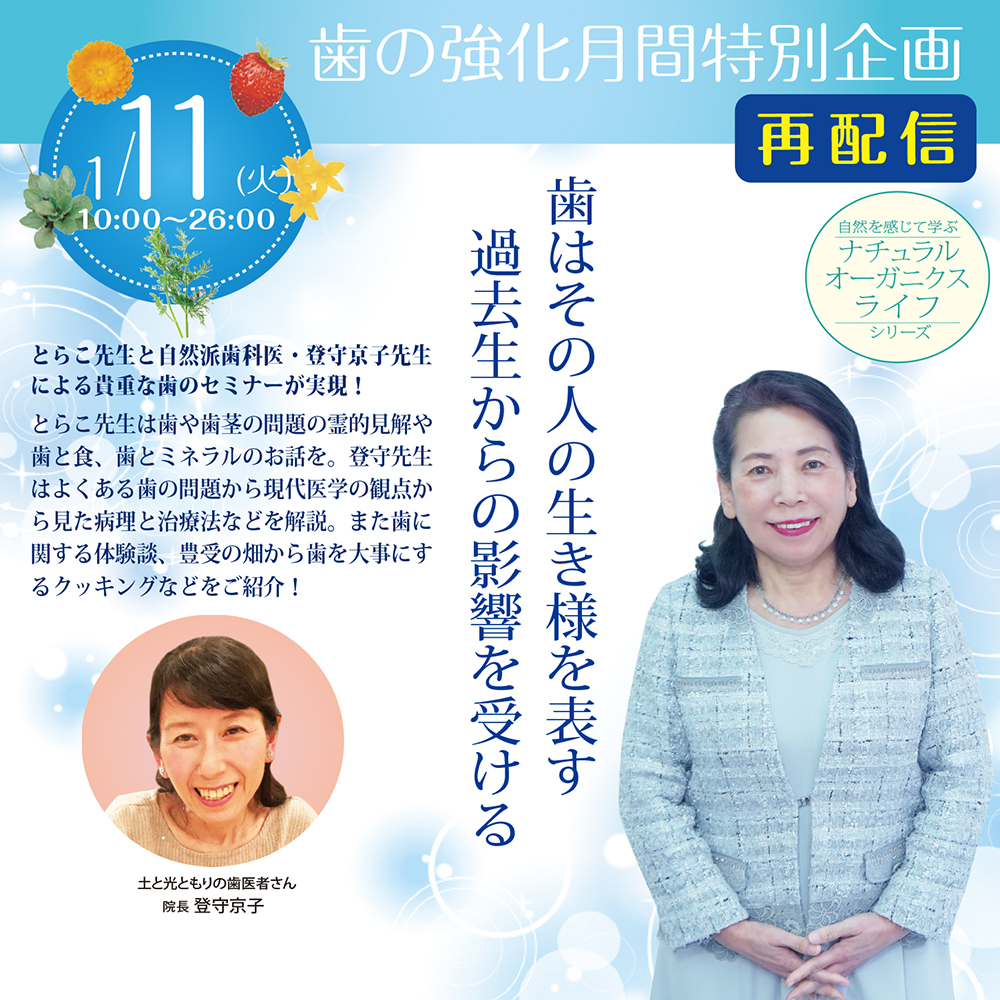 歯の強化月間特別企画
再配信
1/11(火)
10:00～26:00
自然を感じて学ぶ
ナチュラル
オーガニクス
ライフ
シリーズ
歯はその人の生き様を表す
過去生からの影響を受ける
とらこ先生と自然派歯科医・登守京子先生
による貴重な歯のセミナーが実現！
とらこ先生は歯や歯茎の問題の霊的見解や
歯と食、歯とミネラルのお話を。登守先生
はよくある歯の問題から現代医学の観点か
ら見た病理と治療法などを解説。また歯に
関する体験談、豊受の畑から歯を大事にす
るクッキングなどをご紹介！
土と光ともりの歯医者さん
院長 登守京子